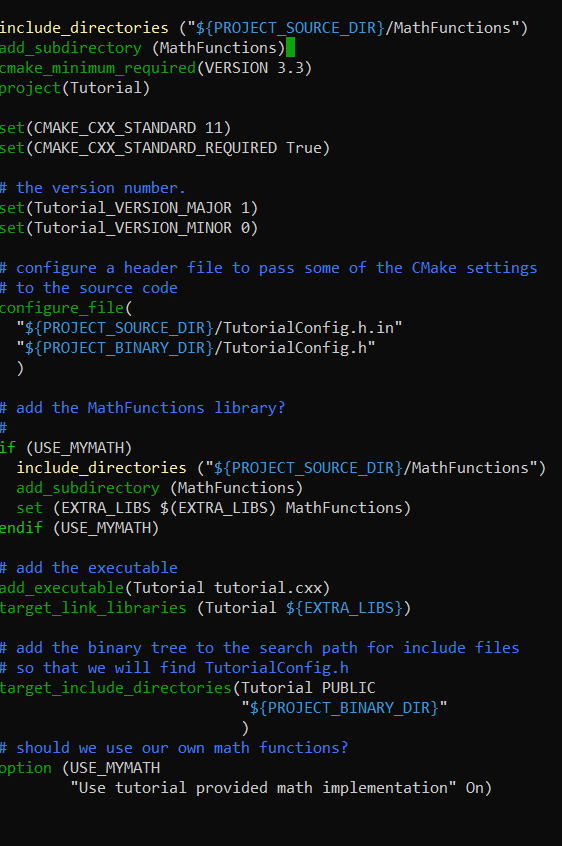 include_directories ("${PROJECT_SOURCE_DIR}/MathFunctions")
add_subdirectory (MathFunctions)
cmake_minimum_required(VERSION 3.3)
project(Tutorial)
set(CMAKE_CXX_STANDARD 11)
set(CMAKE_CXX_STANDARD_REQUIRED True)
# the version number.
set(Tutorial_VERSION_MAJOR 1)
set(Tutorial_VERSION_MINOR 0)
# configure a header file to pass some of the CMake settings
# to the source code
configure_file(
  "${PROJECT_SOURCE_DIR}/TutorialConfig.h.in"
  "${PROJECT_BINARY_DIR}/TutorialConfig.h"
  )
# add the MathFunctions library?
#
if (USE_MYMATH)
  include_directories ("${PROJECT_SOURCE_DIR}/MathFunctions")
  add_subdirectory (MathFunctions)
  set (EXTRA_LIBS $(EXTRA_LIBS) MathFunctions)
endif (USE_MYMATH)
# add the executable
add_executable(Tutorial tutorial.cxx)
target_link_libraries (Tutorial ${EXTRA_LIBS})
# add the binary tree to the search path for include files
# so that we will find TutorialConfig.h
target_include_directories(Tutorial PUBLIC
                           "${PROJECT_BINARY_DIR}"
                           )
# should we use our own math functions?
option (USE_MYMATH
        "Use tutorial provided math implementation" On)